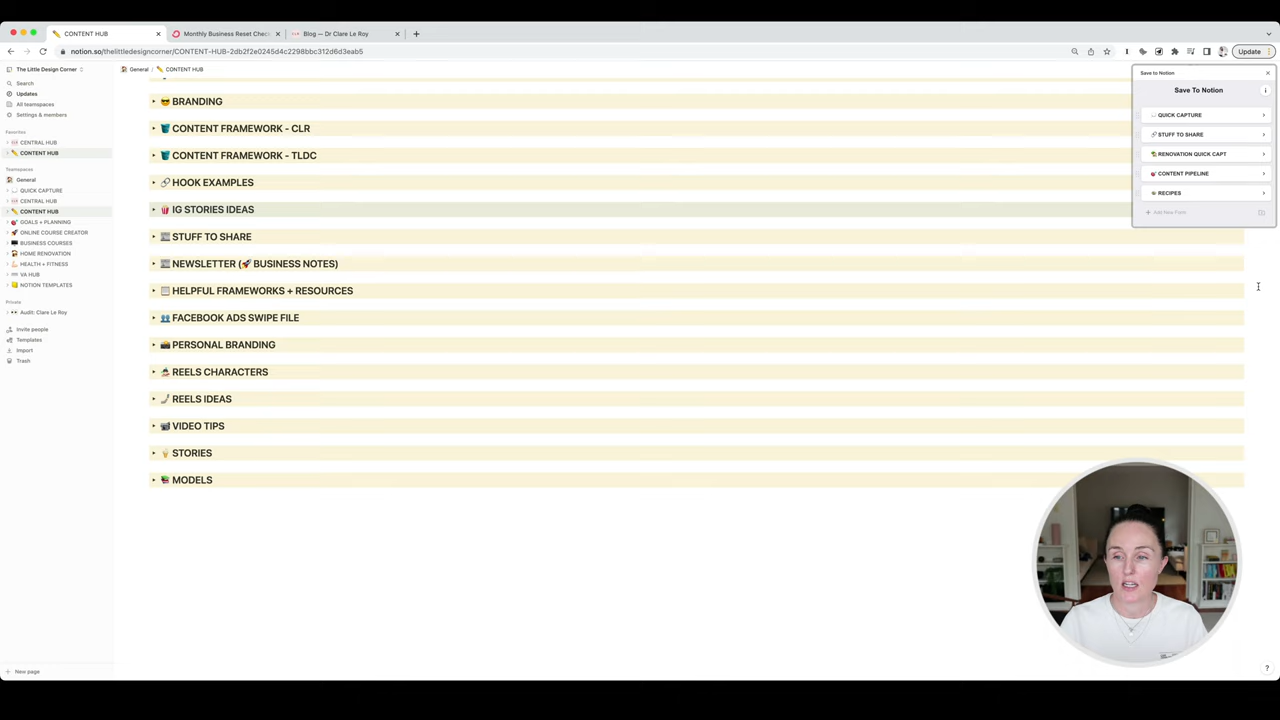 CONTENT HUB
Monthly Business Reset Chec
Blog — Dr Clare Le Roy
notion.so/thelittledesigncorner/CONTENT-HUB-2db2f2e0245d4c2298bbc312d6d3eab5
Update
The Little Design Corner
Search
Updates
All teamspaces
Settings & members
Favorites
CENTRAL HUB
CONTENT HUB
Teamspaces
General
QUICK CAPTURE
CENTRAL HUB
CONTENT HUB
GOALS + PLANNING
ONLINE COURSE CREATOR
BUSINESS COURSES
HOME RENOVATION
HEALTH + FITNESS
VA HUB
NOTION TEMPLATES
Private
Audit: Clare Le Roy
Invite people
Templates
Import
Trash
New page
General / CONTENT HUB
BRANDING
CONTENT FRAMEWORK - CLR
CONTENT FRAMEWORK - TLDC
HOOK EXAMPLES
IG STORIES IDEAS
STUFF TO SHARE
NEWSLETTER (🚀 BUSINESS NOTES)
HELPFUL FRAMEWORKS + RESOURCES
FACEBOOK ADS SWIPE FILE
PERSONAL BRANDING
REELS CHARACTERS
REELS IDEAS
VIDEO TIPS
STORIES
MODELS
Save to Notion
Save To Notion
QUICK CAPTURE
STUFF TO SHARE
RENOVATION QUICK CAPT
CONTENT PIPELINE
RECIPES
+ Add New Form
?